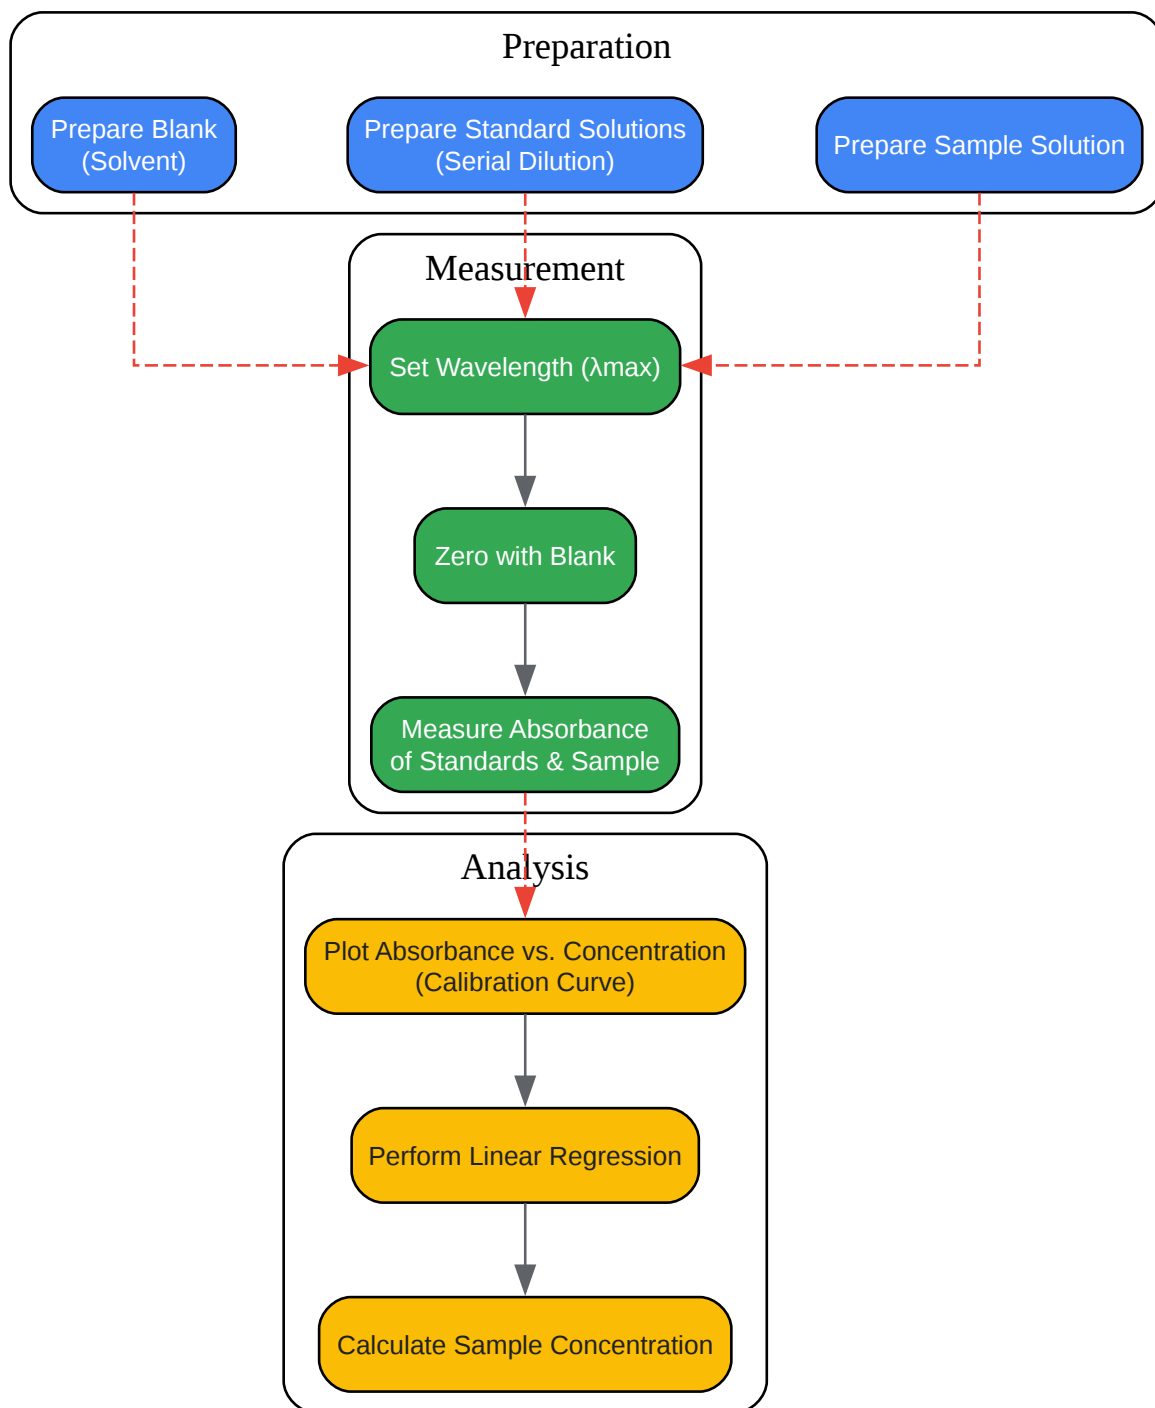 Preparation
Prepare Blank
(Solvent)
Prepare Standard Solutions
(Serial Dilution)
Prepare Sample Solution
Measurement
Set Wavelength (λmax)
Zero with Blank
Measure Absorbance
of Standards & Sample
Analysis
Plot Absorbance vs. Concentration
(Calibration Curve)
Perform Linear Regression
Calculate Sample Concentration